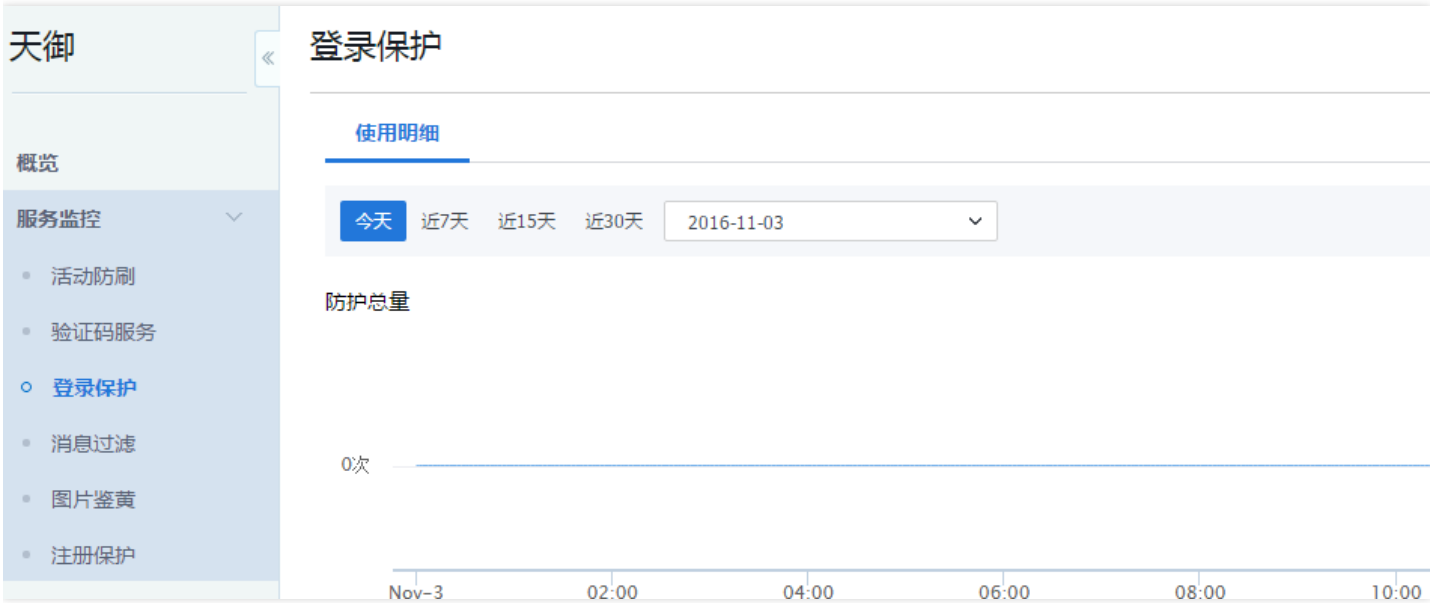 天御
«
登录保护
使用明细
概览
服务监控
今天 近7天 近15天 近30天 2016-11-03
活动防刷
防护总量
验证码服务
登录保护
消息过滤
0次
图片鉴黄
注册保护
Nov-3 02:00 04:00 06:00 08:00 10:00